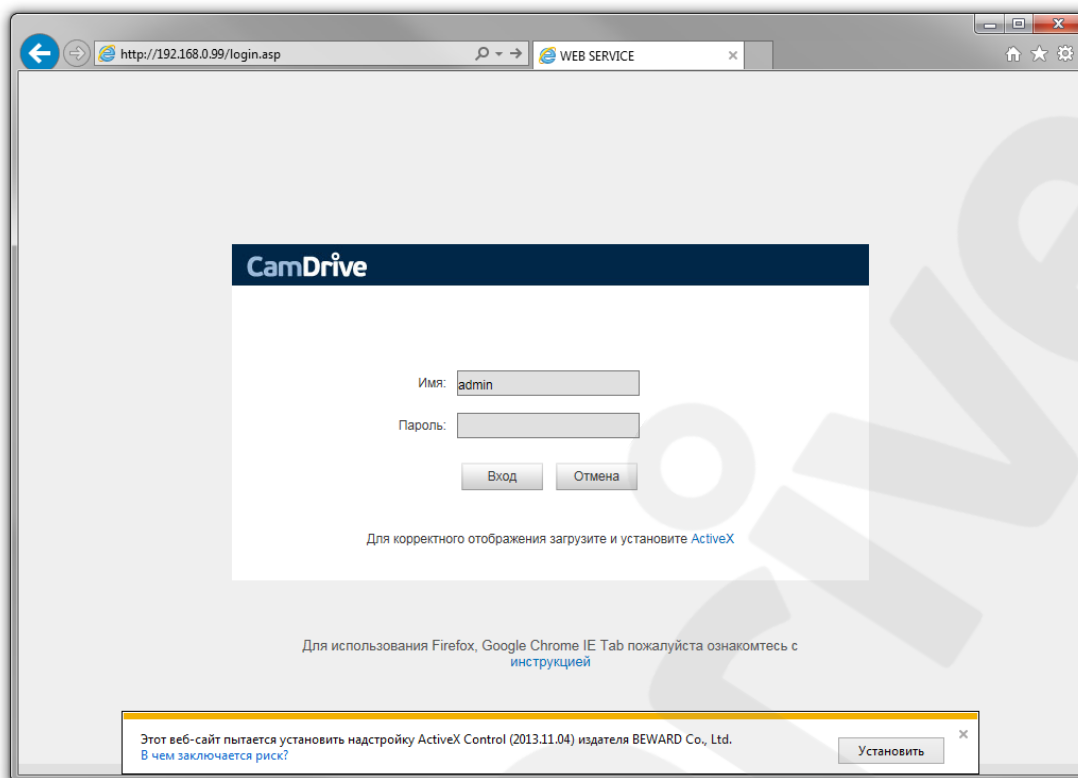 http://192.168.0.99/login.asp
WEB SERVICE
CamDrive
Имя: admin
Пароль:
Вход Отмена
Для корректного отображения загрузите и установите ActiveX
Для использования Firefox, Google Chrome IE Tab пожалуйста ознакомтесь с
инструкцией
Этот веб-сайт пытается установить надстройку ActiveX Control (2013.11.04) издателя BEWARD Co., Ltd.
В чем заключается риск?
Установить